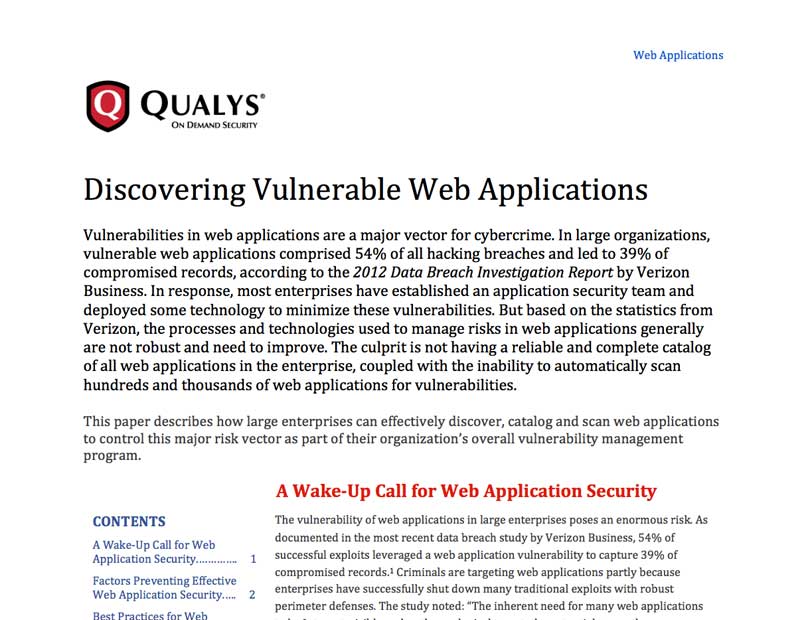 Web Applications
QUALYS®
ON DEMAND SECURITY
Discovering Vulnerable Web Applications
Vulnerabilities in web applications are a major vector for cybercrime. In large organizations,
vulnerable web applications comprised 54% of all hacking breaches and led to 39% of
compromised records, according to the 2012 Data Breach Investigation Report by Verizon
Business. In response, most enterprises have established an application security team and
deployed some technology to minimize these vulnerabilities. But based on the statistics from
Verizon, the processes and technologies used to manage risks in web applications generally
are not robust and need to improve. The culprit is not having a reliable and complete catalog
of all web applications in the enterprise, coupled with the inability to automatically scan
hundreds and thousands of web applications for vulnerabilities.
This paper describes how large enterprises can effectively discover, catalog and scan web applications
to control this major risk vector as part of their organization’s overall vulnerability management
program.
CONTENTS
A Wake-Up Call for Web
Application Security............. 1
Factors Preventing Effective
Web Application Security..... 2
Best Practices for Web
A Wake-Up Call for Web Application Security
The vulnerability of web applications in large enterprises poses an enormous risk. As
documented in the most recent data breach study by Verizon Business, 54% of
successful exploits leveraged a web application vulnerability to capture 39% of
compromised records.¹ Criminals are targeting web applications partly because
enterprises have successfully shut down many traditional exploits with robust
perimeter defenses. The study noted: “The inherent need for many web applications